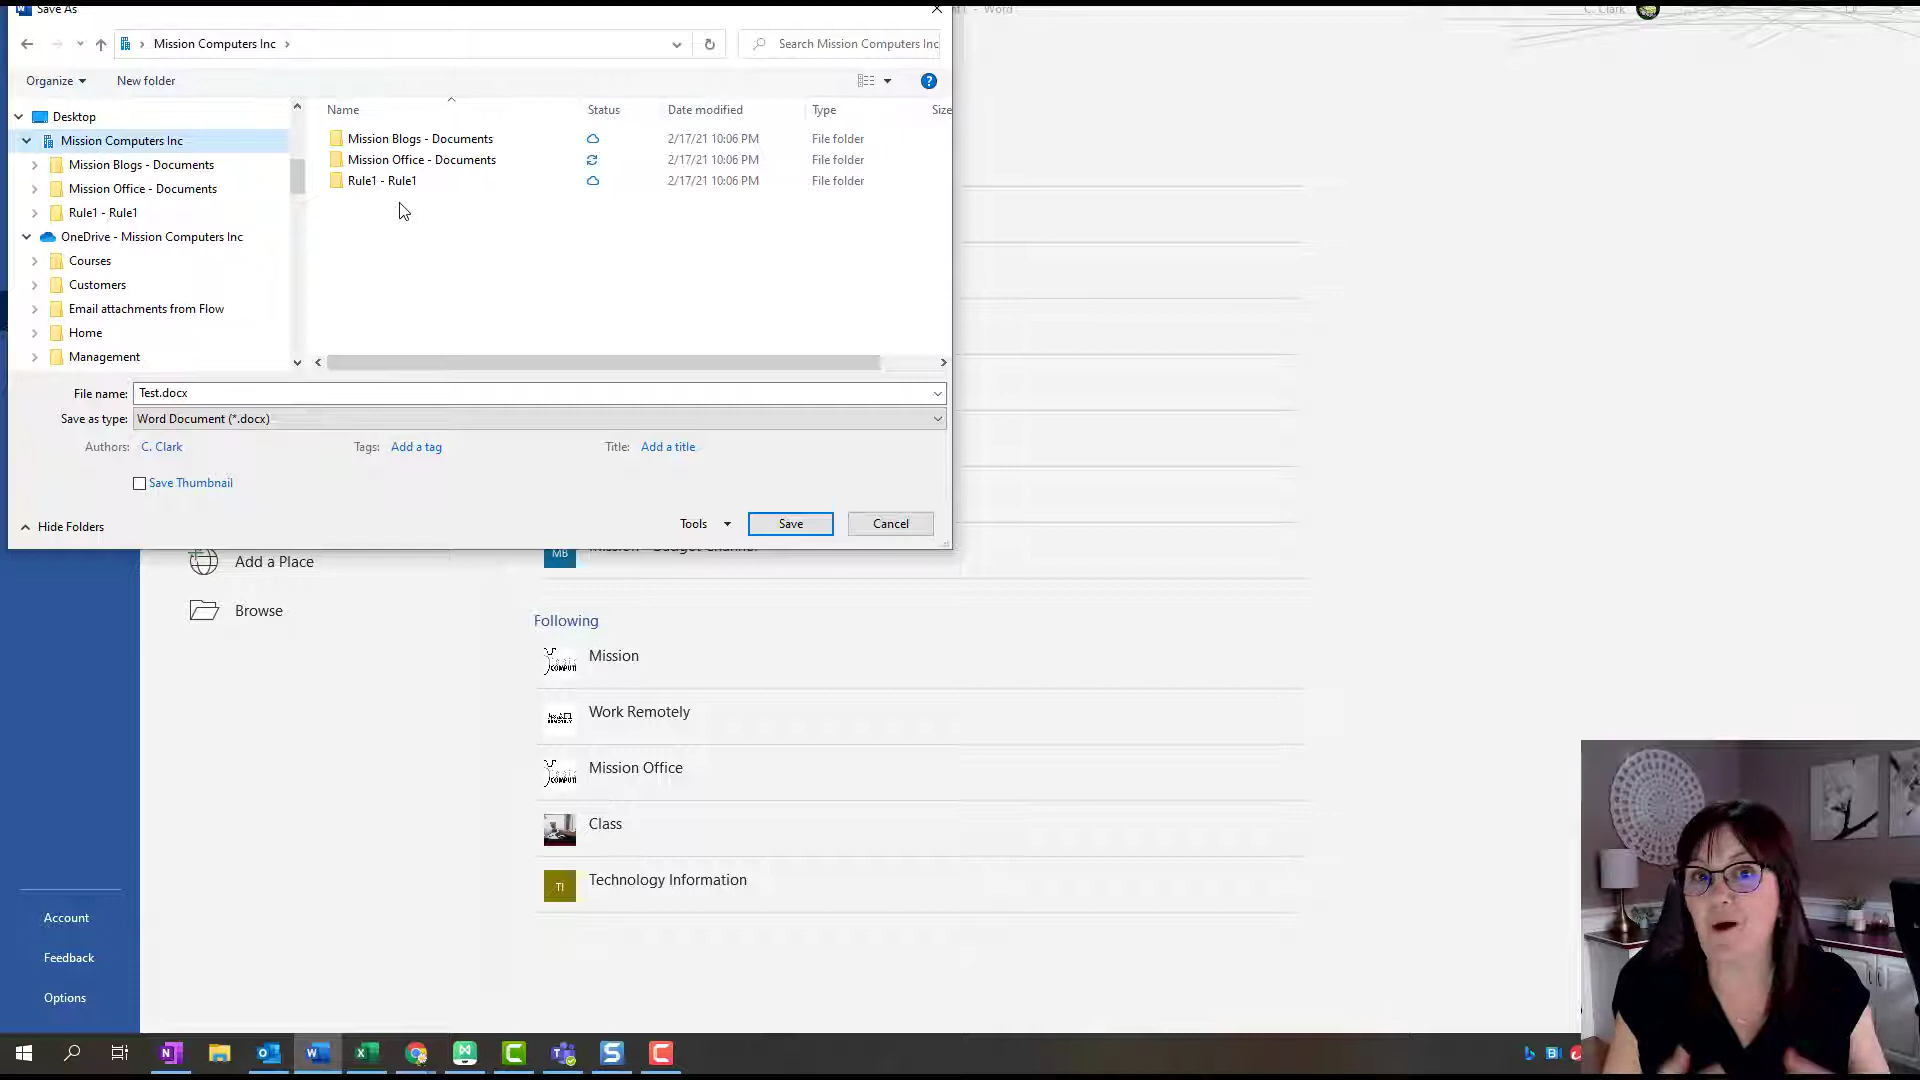 Save As
- Word
C. Clark
Mission Computers Inc
Search Mission Computers Inc
Organize
New folder
Name
Status
Date modified
Type
Size
Desktop
Mission Computers Inc
Mission Blogs - Documents
Mission Office - Documents
Rule1 - Rule1
OneDrive - Mission Computers Inc
Courses
Customers
Email attachments from Flow
Home
Management
Mission Blogs - Documents 2/17/21 10:06 PM File folder
Mission Office - Documents 2/17/21 10:06 PM File folder
Rule1 - Rule1 2/17/21 10:06 PM File folder
File name: Test.docx
Save as type: Word Document (*.docx)
Authors: C. Clark
Tags: Add a tag
Title: Add a title
Save Thumbnail
Hide Folders
Tools
Save
Cancel
MB
Add a Place
Browse
Following
Mission
Work Remotely
Mission Office
Class
TI Technology Information
Account
Feedback
Options